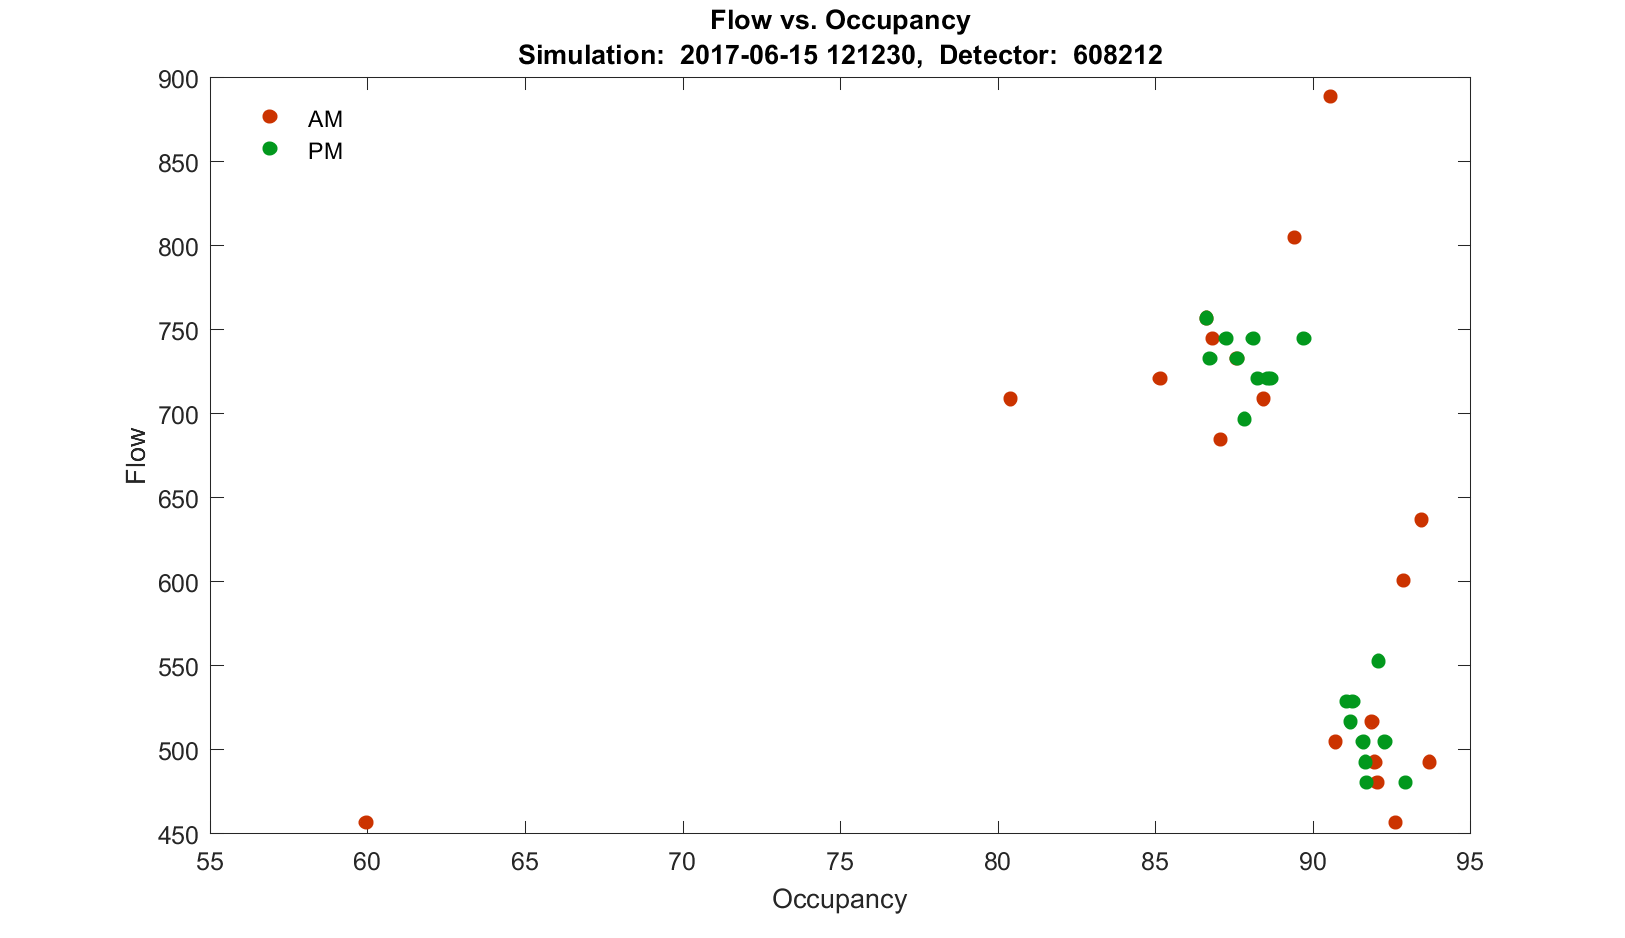 Flow vs. Occupancy
Simulation:  2017-06-15 121230,  Detector:  608212
AM
PM
900
850
800
750
700
650
600
550
500
450
Flow
55 60 65 70 75 80 85 90 95
Occupancy